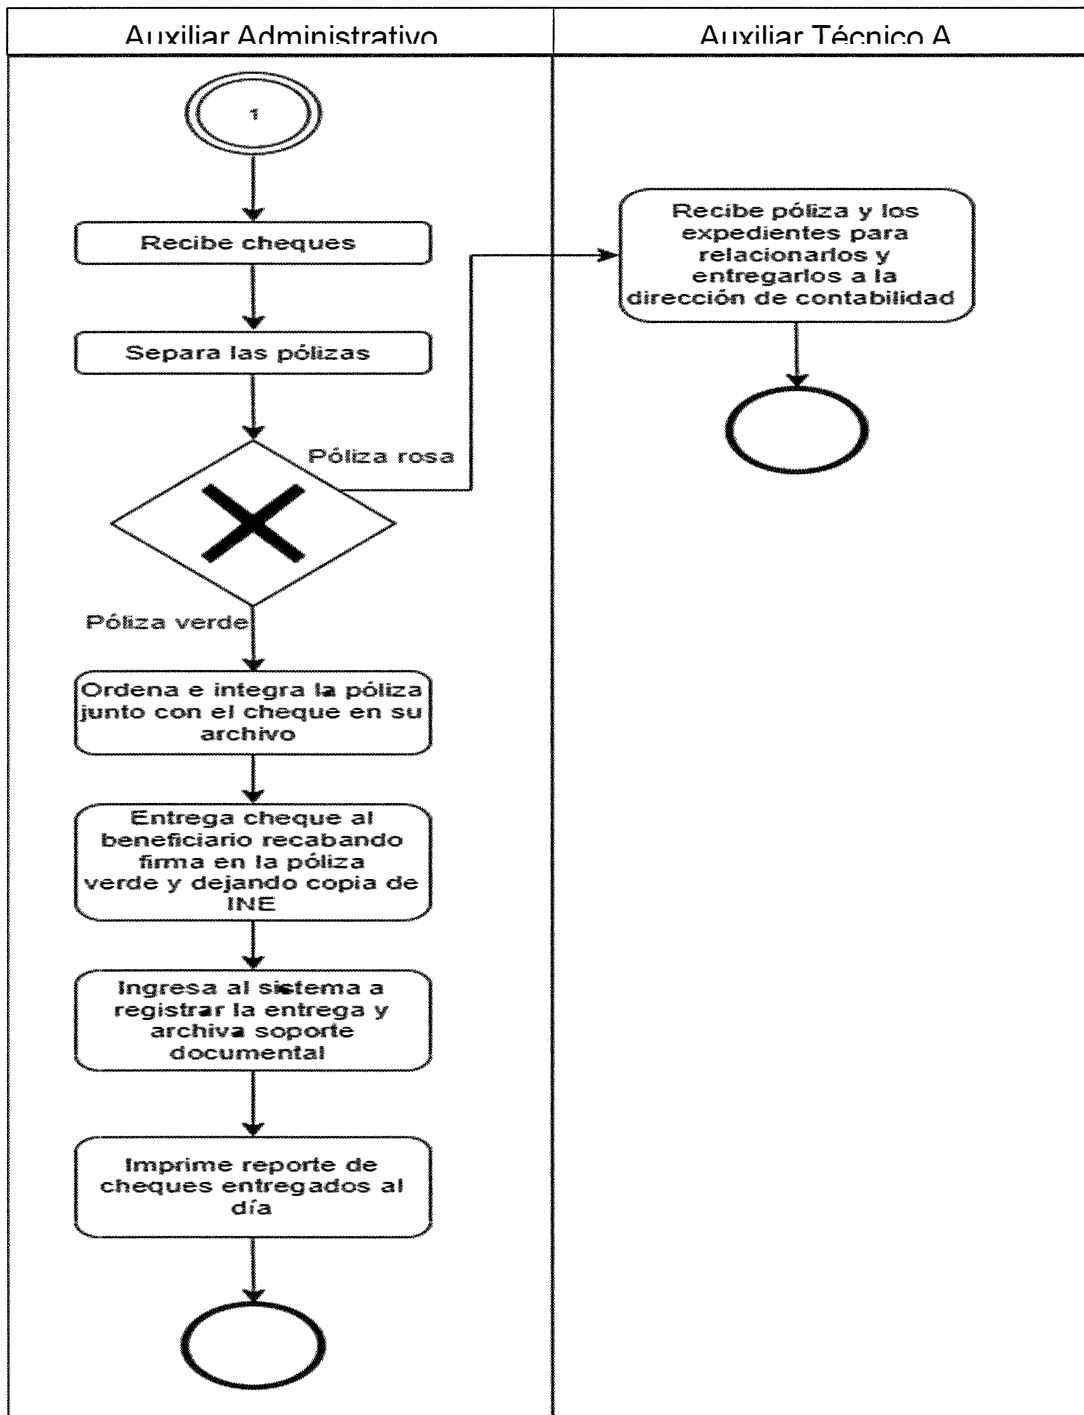 Auxiliar Administrativo
Auxiliar Técnico A
1
Recibe cheques
Separa las pólizas
Póliza rosa
Recibe póliza y los
expedientes para
relacionarlos y
entregarlos a la
dirección de contabilidad
Póliza verde
Ordena e integra la póliza
junto con el cheque en su
archivo
Entrega cheque al
beneficiario recabando
firma en la póliza
verde y dejando copia de
INE
Ingresa al sistema a
registrar la entrega y
archiva soporte
documental
Imprime reporte de
cheques entregados al
día